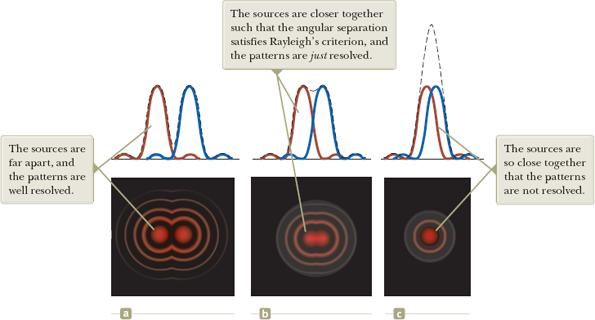 The sources are closer together
such that the angular separation
satisfies Rayleigh's criterion, and
the patterns are just resolved.
The sources are
far apart, and
the patterns are
well resolved.
The sources are
so close together
that the patterns
are not resolved.
a
b
c